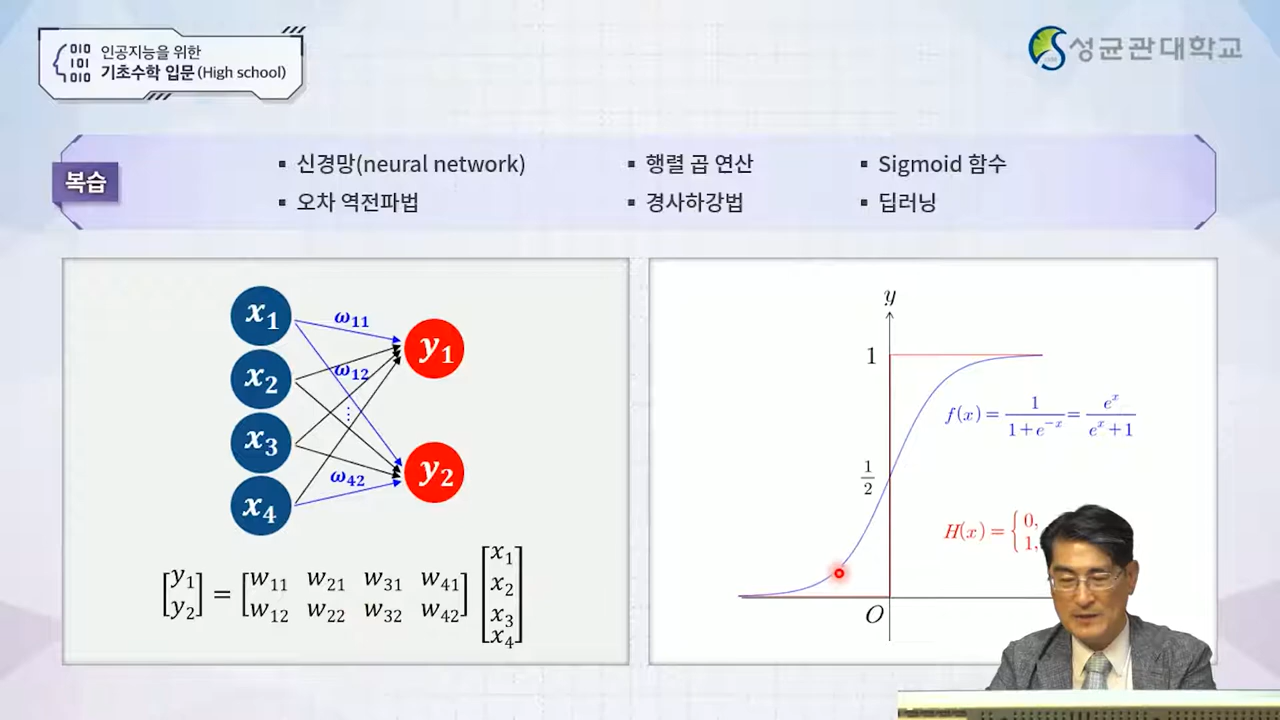 010
101
010
인공지능을 위한
기초수학 입문(High school)
성균관대학교
복습
▪ 신경망(neural network)
▪ 행렬 곱 연산
▪ Sigmoid 함수
▪ 오차 역전파법
▪ 경사하강법
▪ 딥러닝
x₁
x₂
x₃
x₄
ω₁₁
ω₁₂
⋮
ω₄₂
y₁
y₂
[y₁ y₂] = [w₁₁ w₂₁ w₃₁ w₄₁
w₁₂ w₂₂ w₃₂ w₄₂] [x₁ x₂ x₃ x₄]
y
1
f(x) = 1/(1+e⁻ˣ) = eˣ/(eˣ+1)
1/2
H(x) = { 0,
1,
O